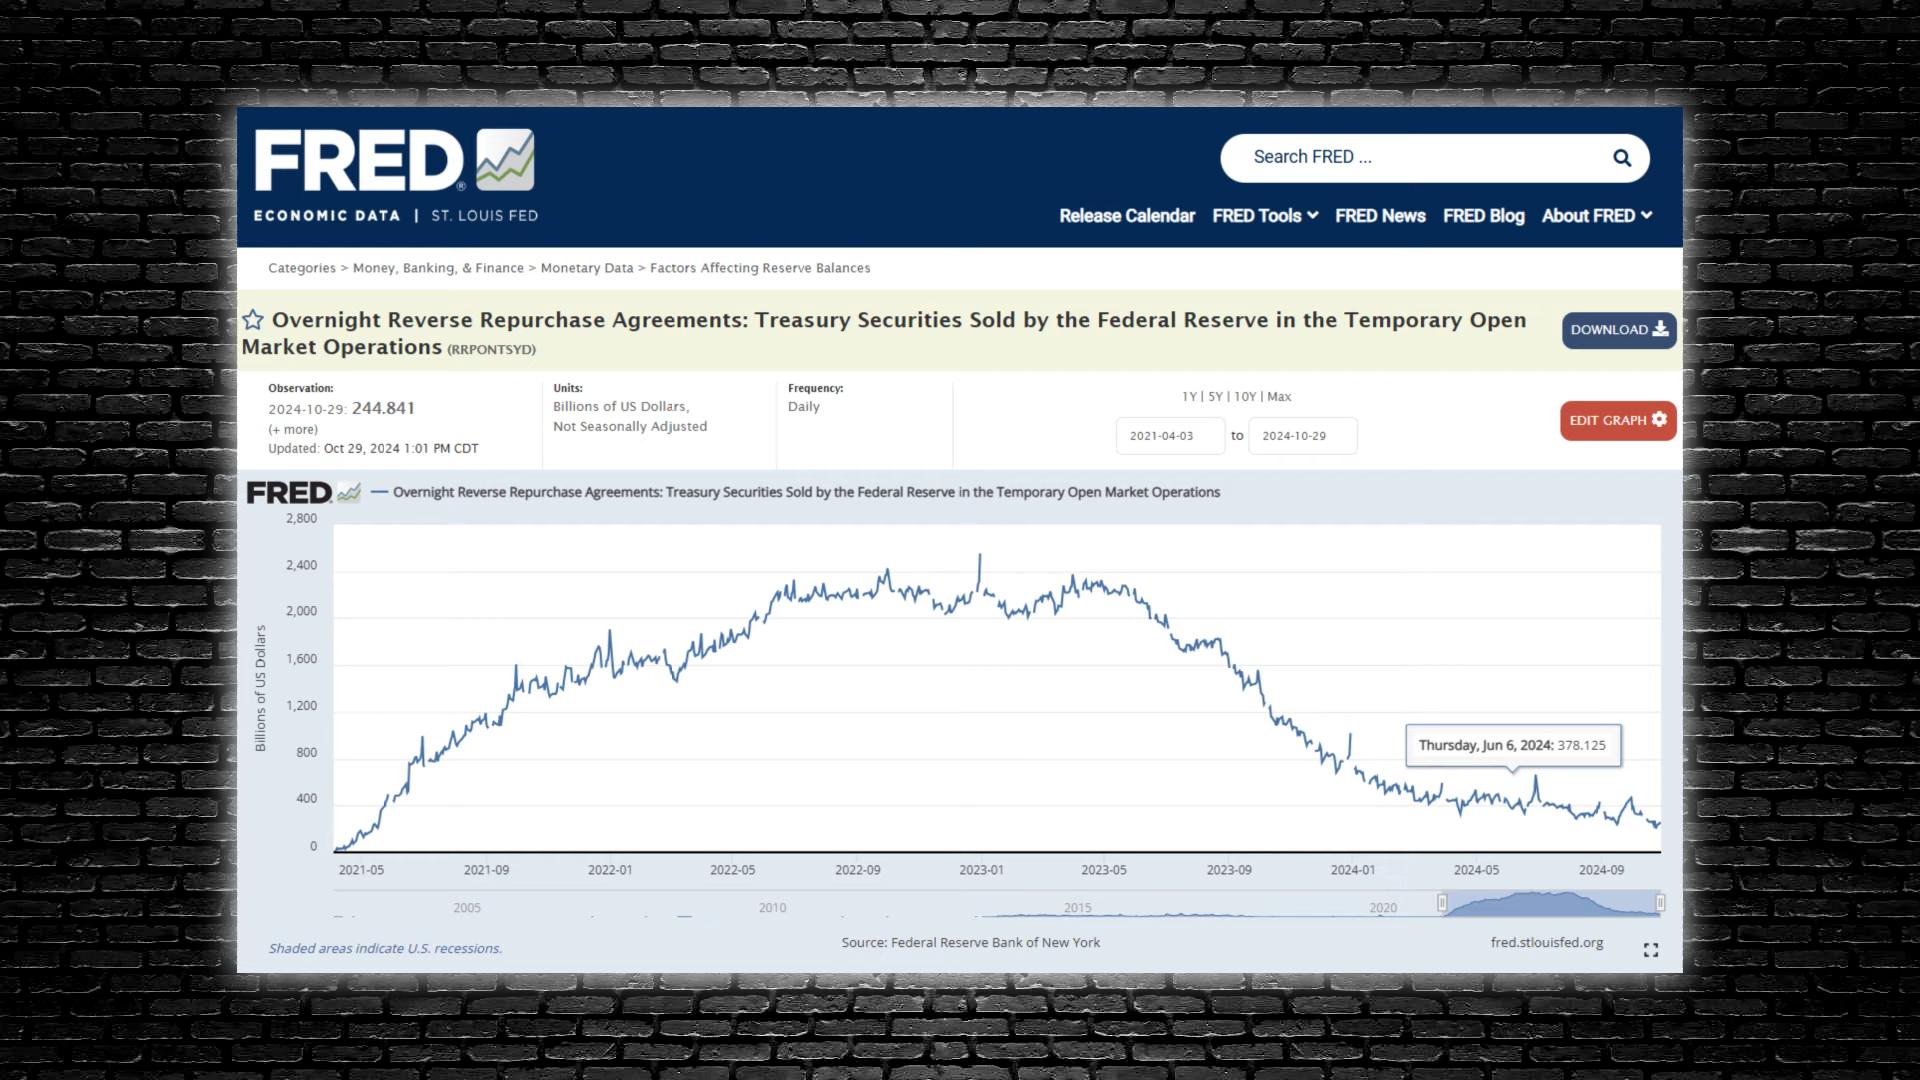 FRED®
ECONOMIC DATA | ST. LOUIS FED
Search FRED ...
Release Calendar FRED Tools FRED News FRED Blog About FRED
Categories > Money, Banking, & Finance > Monetary Data > Factors Affecting Reserve Balances
Overnight Reverse Repurchase Agreements: Treasury Securities Sold by the Federal Reserve in the Temporary Open
Market Operations (RRPONTSYD)
DOWNLOAD
Observation:
2024-10-29: 244.841
(+ more)
Updated: Oct 29, 2024 1:01 PM CDT
Units:
Billions of US Dollars,
Not Seasonally Adjusted
Frequency:
Daily
1Y | 5Y | 10Y | Max
2021-04-03 to 2024-10-29
EDIT GRAPH
FRED Overnight Reverse Repurchase Agreements: Treasury Securities Sold by the Federal Reserve in the Temporary Open Market Operations
Billions of US Dollars
2,800
2,400
2,000
1,600
1,200
800
400
0
Thursday, Jun 6, 2024: 378.125
2021-05 2021-09 2022-01 2022-05 2022-09 2023-01 2023-05 2023-09 2024-01 2024-05 2024-09
2005 2010 2015 2020
Shaded areas indicate U.S. recessions.
Source: Federal Reserve Bank of New York
fred.stlouisfed.org